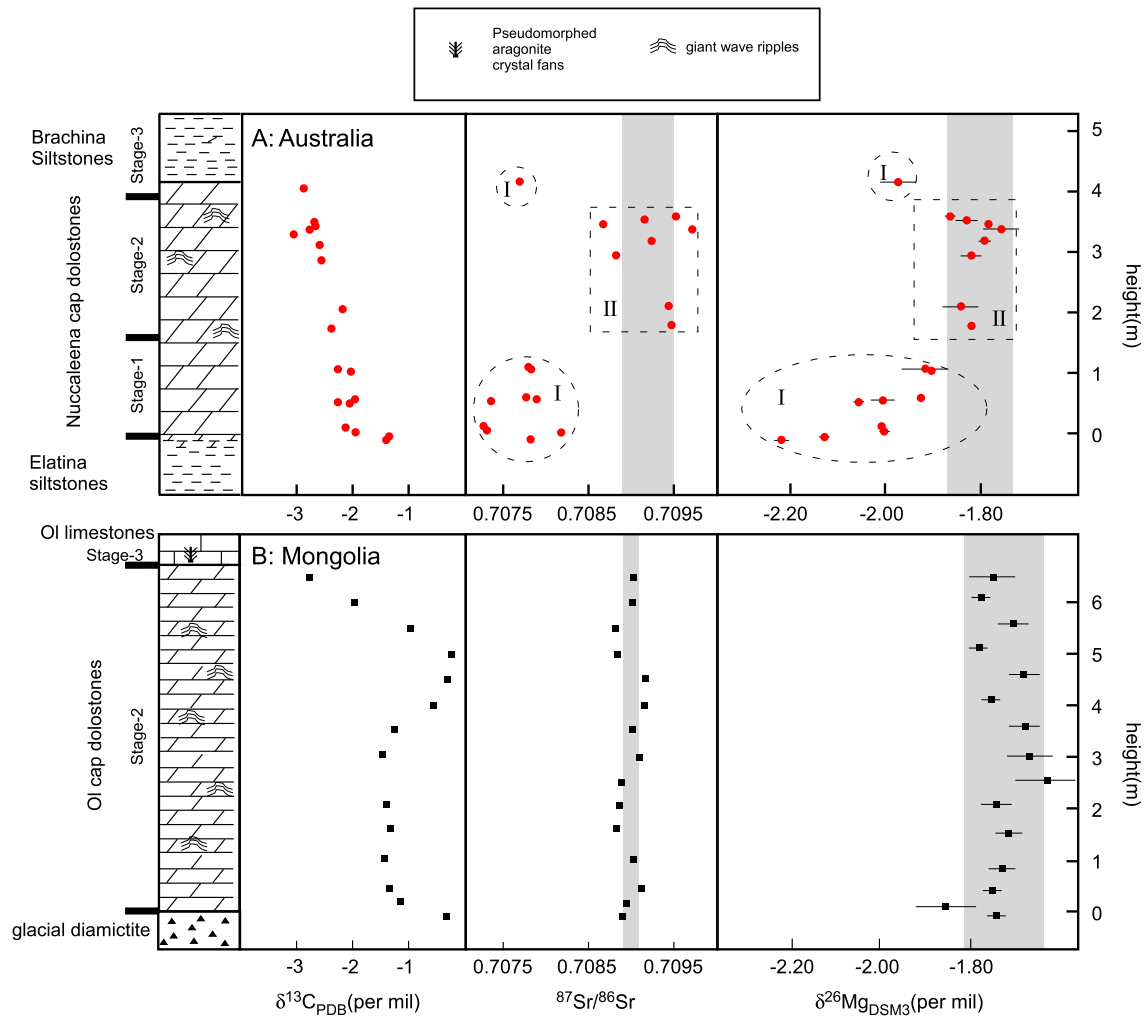 Pseudomorphed
aragonite
crystal fans
giant wave ripples
Brachina
Siltstones
Nuccaleena cap dolostones
Elatina
siltstones
Stage-3
Stage-2
Stage-1
A: Australia
I
II
I
I
II
I
5
4
3
2
1
0
height(m)
-3 -2 -1
0.7075 0.7085 0.7095
-2.20 -2.00 -1.80
Ol limestones
Stage-3
Ol cap dolostones
Stage-2
glacial diamictite
B: Mongolia
6
5
4
3
2
1
0
height(m)
-3 -2 -1
0.7075 0.7085 0.7095
-2.20 -2.00 -1.80
δ¹³C_PDB(per mil)
⁸⁷Sr/⁸⁶Sr
δ²⁶Mg_DSM3(per mil)